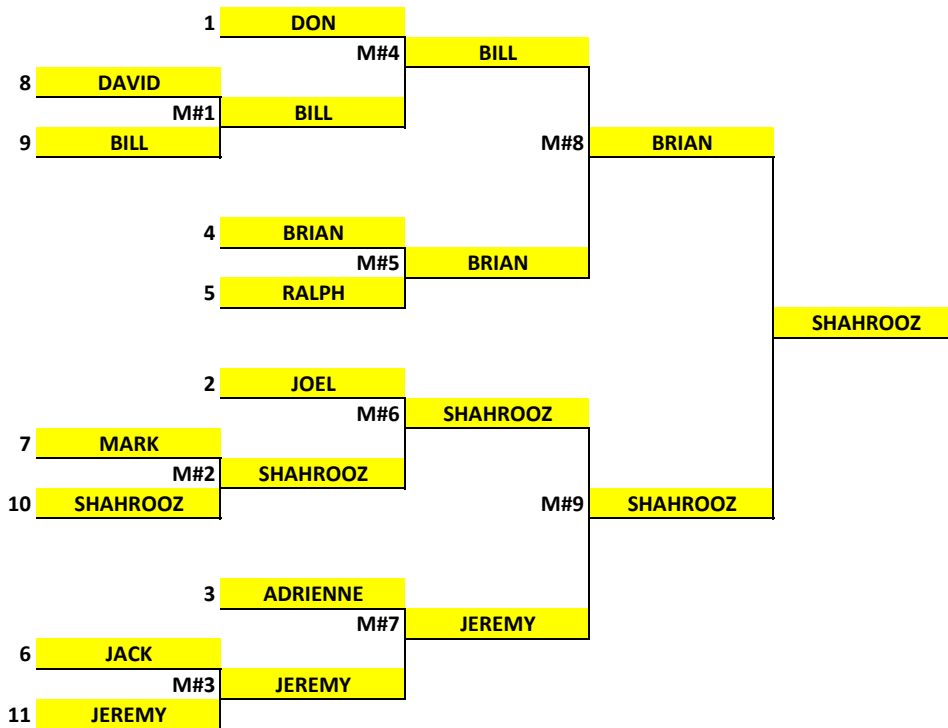 1 DON
M#4 BILL
8 DAVID
M#1 BILL
9 BILL
M#8 BRIAN
4 BRIAN
M#5 BRIAN
5 RALPH
SHAHROOZ
2 JOEL
M#6 SHAHROOZ
7 MARK
M#2 SHAHROOZ
10 SHAHROOZ
M#9 SHAHROOZ
3 ADRIENNE
M#7 JEREMY
6 JACK
M#3 JEREMY
11 JEREMY